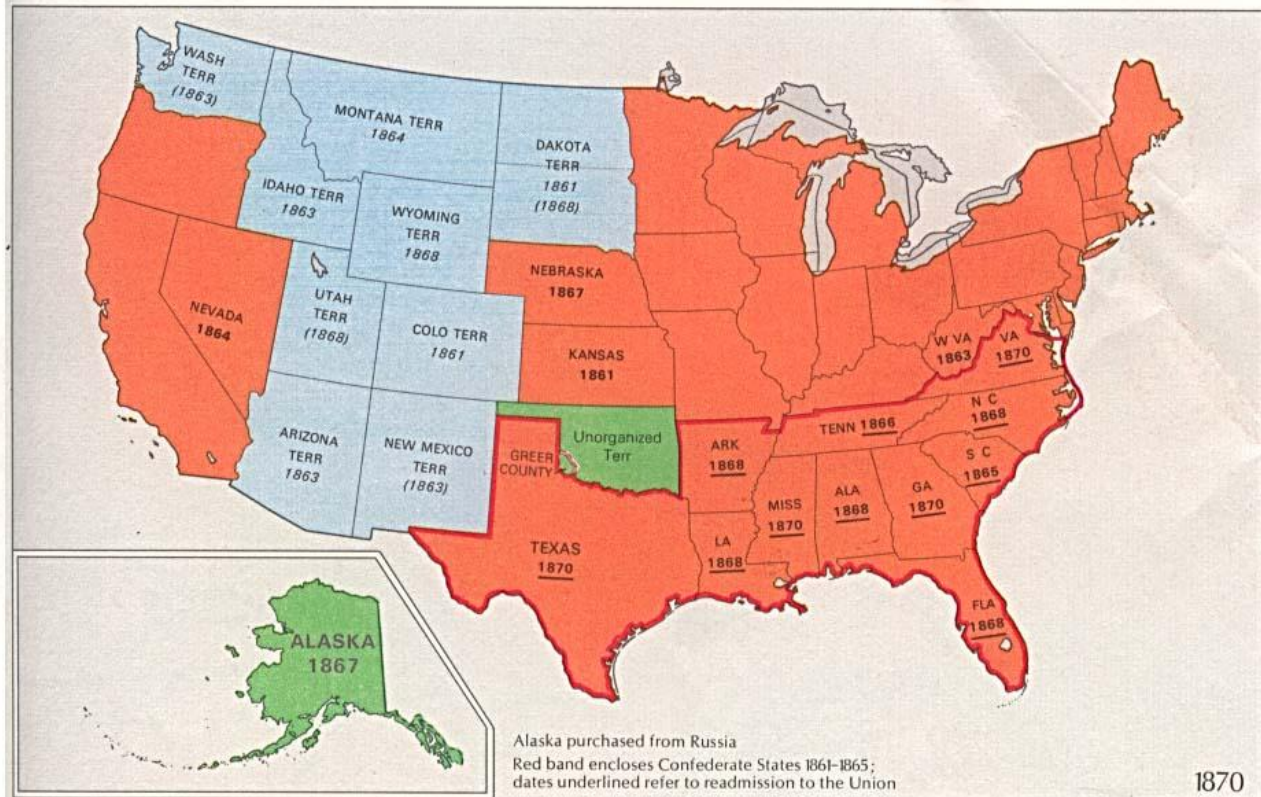 WASH
TERR
(1863)
MONTANA TERR
1864
DAKOTA
TERR
1861
(1868)
IDAHO TERR
1863
WYOMING
TERR
1868
NEBRASKA
1867
NEVADA
1864
UTAH
TERR
(1868)
COLO TERR
1861
KANSAS
1861
W VA
1863
VA
1870
ARIZONA
TERR
1863
NEW MEXICO
TERR
(1863)
GREER
COUNTY
Unorganized
Terr
ARK
1868
TENN 1866
N C
1868
S C
1865
MISS
1870
ALA
1868
GA
1870
TEXAS
1870
LA
1868
FLA
1868
ALASKA
1867
Alaska purchased from Russia
Red band encloses Confederate States 1861-1865;
dates underlined refer to readmission to the Union
1870